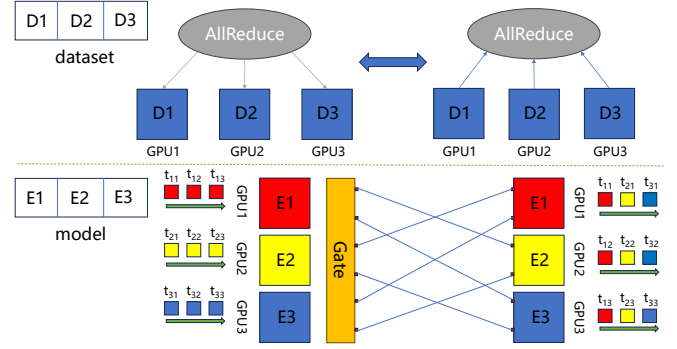 D1 D2 D3
dataset
AllReduce
D1 D2 D3
GPU1 GPU2 GPU3
AllReduce
D1 D2 D3
GPU1 GPU2 GPU3
E1 E2 E3
model
t11 t12 t13
GPU1
E1
t21 t22 t23
GPU2
E2
t31 t32 t33
GPU3
E3
Gate
E1
GPU1
t11 t21 t31
E2
GPU2
t12 t22 t32
E3
GPU3
t13 t23 t33